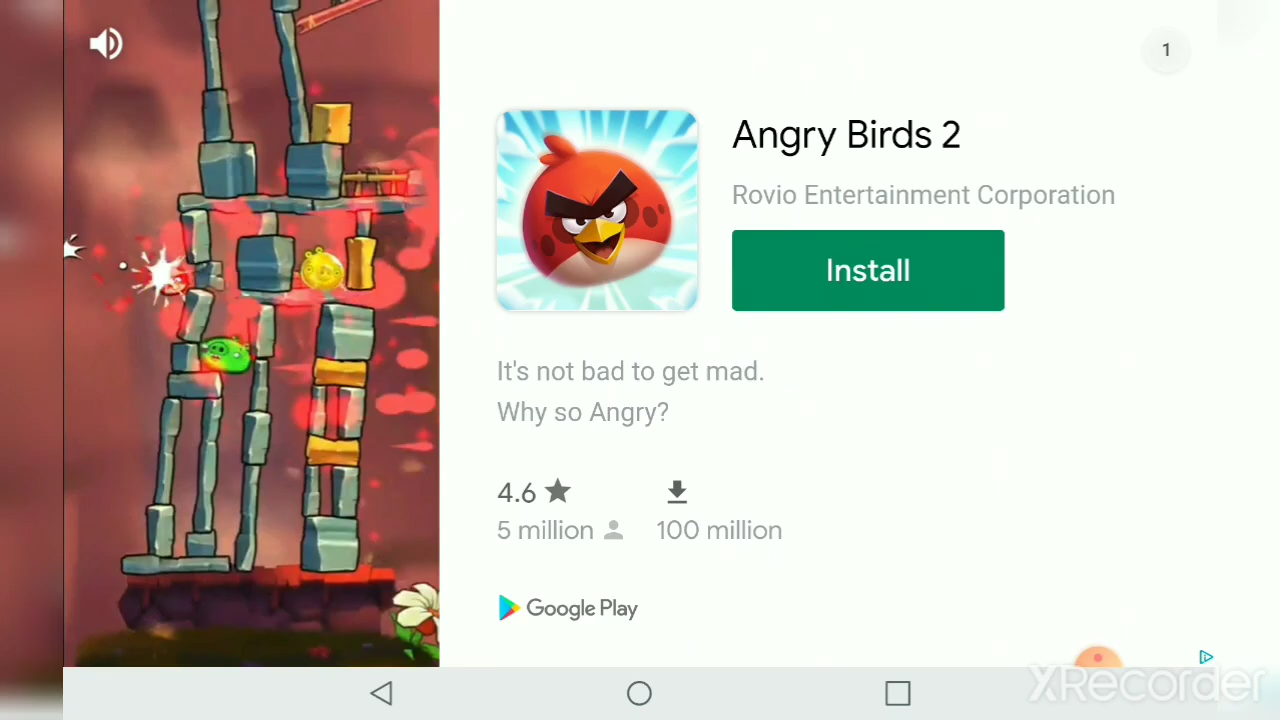 1
Angry Birds 2
Rovio Entertainment Corporation
Install
It's not bad to get mad.
Why so Angry?
4.6
5 million 100 million
Google Play
XRecorder